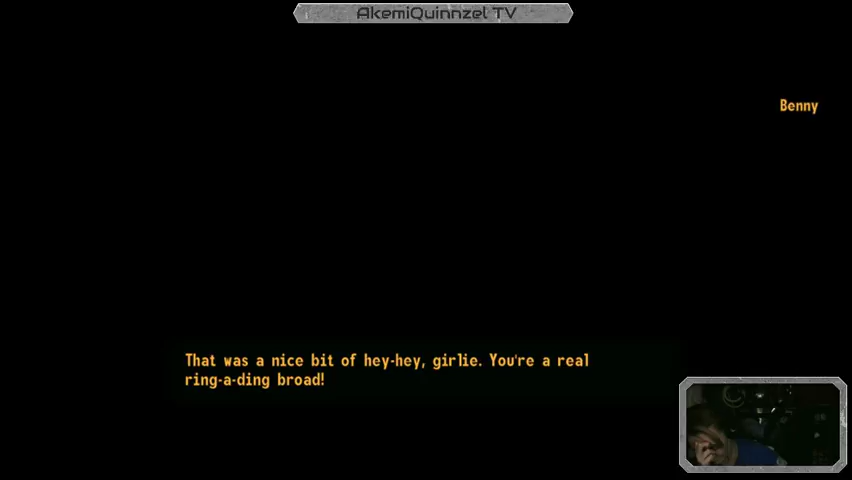 AkemiQuinnzel TV
Benny
That was a nice bit of hey-hey, girlie. You're a real
ring-a-ding broad!